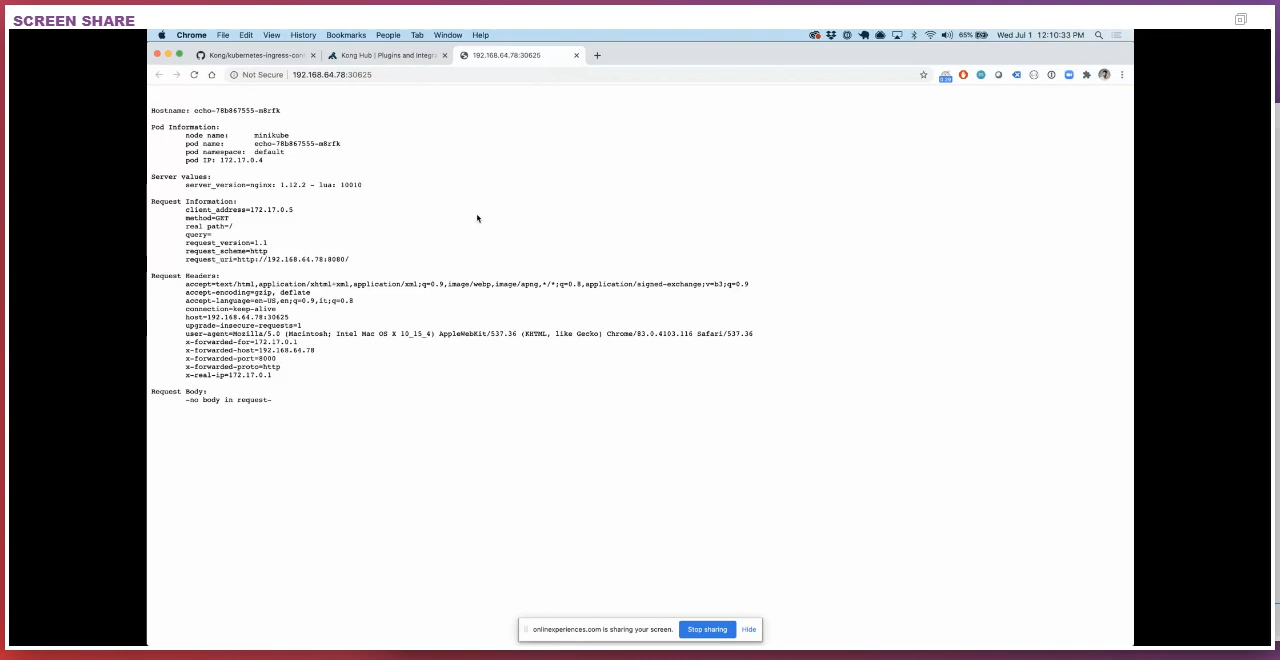 SCREEN SHARE
Chrome File Edit View History Bookmarks People Tab Window Help 65% Wed Jul 1 12:10:33 PM
Kong/kubernetes-ingress-con Kong Hub | Plugins and Integra 192.168.64.78:30625
Not Secure 192.168.64.78:30625
Hostname: echo-78b867555-m8rfk
Pod Information:
node name: minikube
pod name: echo-78b867555-m8rfk
pod namespace: default
pod IP: 172.17.0.4
Server values:
server_version=nginx: 1.12.2 - lua: 10010
Request Information:
client_address=172.17.0.5
method=GET
real path=/
query=
request_version=1.1
request_scheme=http
request_uri=http://192.168.64.78:8080/
Request Headers:
accept=text/html,application/xhtml+xml,application/xml;q=0.9,image/webp,image/apng,*/*;q=0.8,application/signed-exchange;v=b3;q=0.9
accept-encoding=gzip, deflate
accept-language=en-US,en;q=0.9,it;q=0.8
connection=keep-alive
host=192.168.64.78:30625
upgrade-insecure-requests=1
user-agent=Mozilla/5.0 (Macintosh; Intel Mac OS X 10_15_4) AppleWebKit/537.36 (KHTML, like Gecko) Chrome/83.0.4103.116 Safari/537.36
x-forwarded-for=172.17.0.1
x-forwarded-host=192.168.64.78
x-forwarded-port=8000
x-forwarded-proto=http
x-real-ip=172.17.0.1
Request Body:
-no body in request-
onlinexperiences.com is sharing your screen. Stop sharing Hide